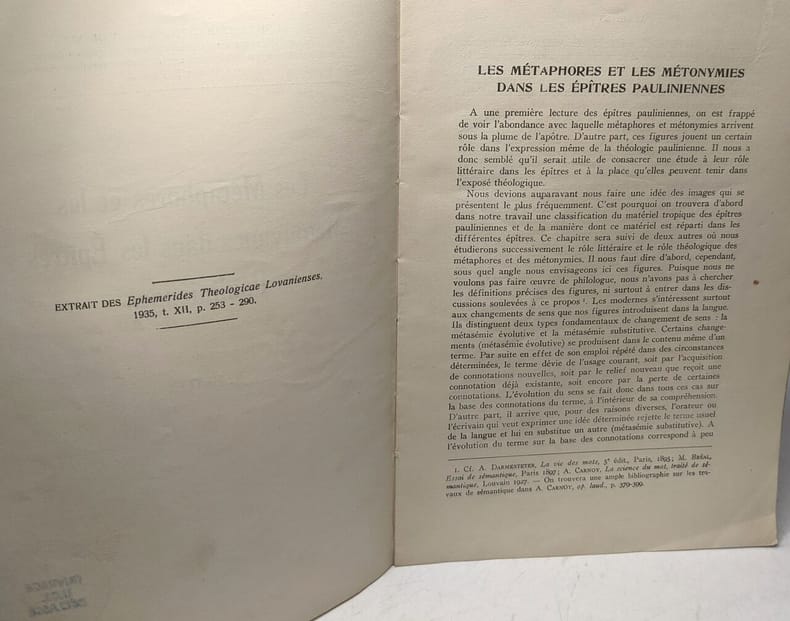 EXTRAIT DES Ephemerides Theologicae Lovanienses,
1935, t. XII, p. 253 - 290.
LES MÉTAPHORES ET LES MÉTONYMIES
DANS LES ÉPÎTRES PAULINIENNES
A une première lecture des épitres pauliniennes, on est frappé
de voir l'abondance avec laquelle métaphores et métonymies arrivent
sous la plume de l'apôtre. D'autre part, ces figures jouent un certain
rôle dans l'expression même de la théologie paulinienne. Il nous a
donc semblé qu'il serait utile de consacrer une étude à leur rôle
littéraire dans les épitres et à la place qu'elles peuvent tenir dans
l'exposé théologique.
Nous devions auparavant nous faire une idée des images qui se
présentent le plus fréquemment. C'est pourquoi on trouvera d'abord
dans notre travail une classification du matériel tropique des épitres
pauliniennes et de la manière dont ce matériel est réparti dans les
différentes épitres. Ce chapitre sera suivi de deux autres où nous
étudierons successivement le rôle littéraire et le rôle théologique des
métaphores et des métonymies. Il nous faut dire d'abord, cependant,
sous quel angle nous envisageons ici ces figures. Puisque nous ne
voulons pas faire œuvre de philologue, nous n'avons pas à chercher
les définitions précises des figures, ni surtout à entrer dans les dis-
cussions soulevées à ce propos ¹. Les modernes s'intéressent surtout
aux changements de sens que nos figures introduisent dans la langue.
Ils distinguent deux types fondamentaux de changement de sens : la
métasémie évolutive et la métasémie substitutive. Certains change-
ments (métasémie évolutive) se produisent dans le contenu même d'un
terme. Par suite en effet de son emploi répété dans des circonstances
déterminées, le terme dévie de l'usage courant, soit par l'acquisition
de connotations nouvelles, soit par le relief nouveau que reçoit une
connotation déjà existante, soit encore par la perte de certaines
connotations. L'évolution du sens se fait donc dans tous ces cas sur
la base des connotations du terme, à l'intérieur de sa compréhension.
D'autre part, il arrive que, pour des raisons diverses, l'orateur ou
l'écrivain qui veut exprimer une idée déterminée rejette le terme usuel
de la langue et lui en substitue un autre (métasémie substitutive). A
l'évolution du terme sur la base des connotations correspond à peu
1. Cf. A. DARMESTETER, La vie des mots, 5ᵉ édit., Paris, 1895; M. BRÉAL,
Essai de sémantique, Paris 1897; A. CARNOY, La science du mot, traité de sé-
mantique, Louvain 1927. — On trouvera une ample bibliographie sur les tra-
vaux de sémantique dans A. CARNOY, op. laud., p. 379-399.